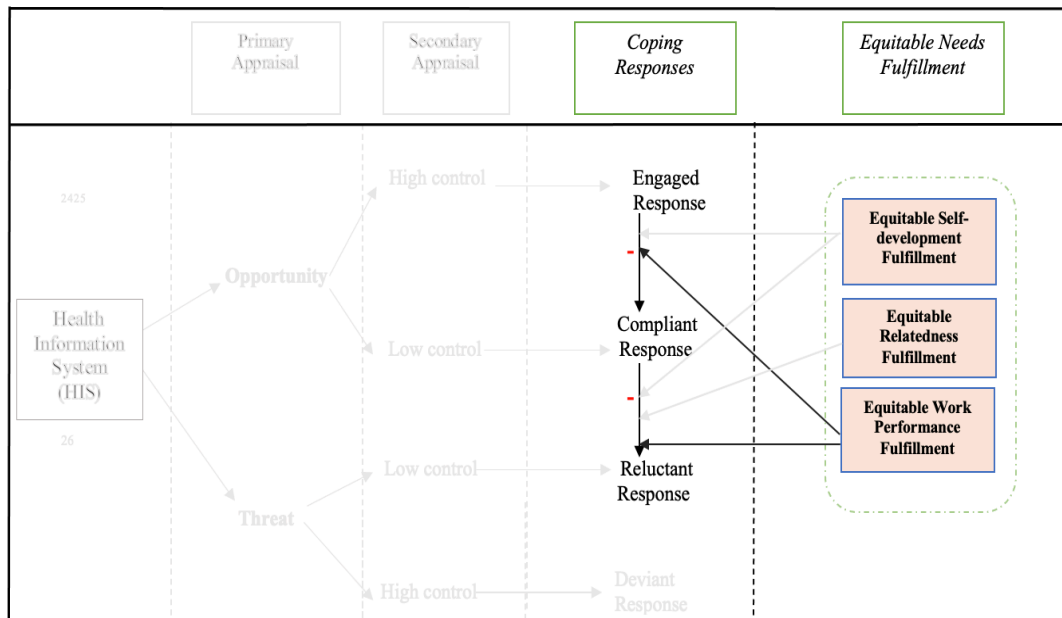 Primary
Appraisal
Secondary
Appraisal
Coping
Responses
Equitable Needs
Fulfillment
2425
High control
Engaged
Response
Equitable Self-
development
Fulfillment
Opportunity
Health
Information
System
(HIS)
Low control
Compliant
Response
Equitable
Relatedness
Fulfillment
-
-
26
Equitable Work
Performance
Fulfillment
Low control
Reluctant
Response
Threat
High control
Deviant
Response